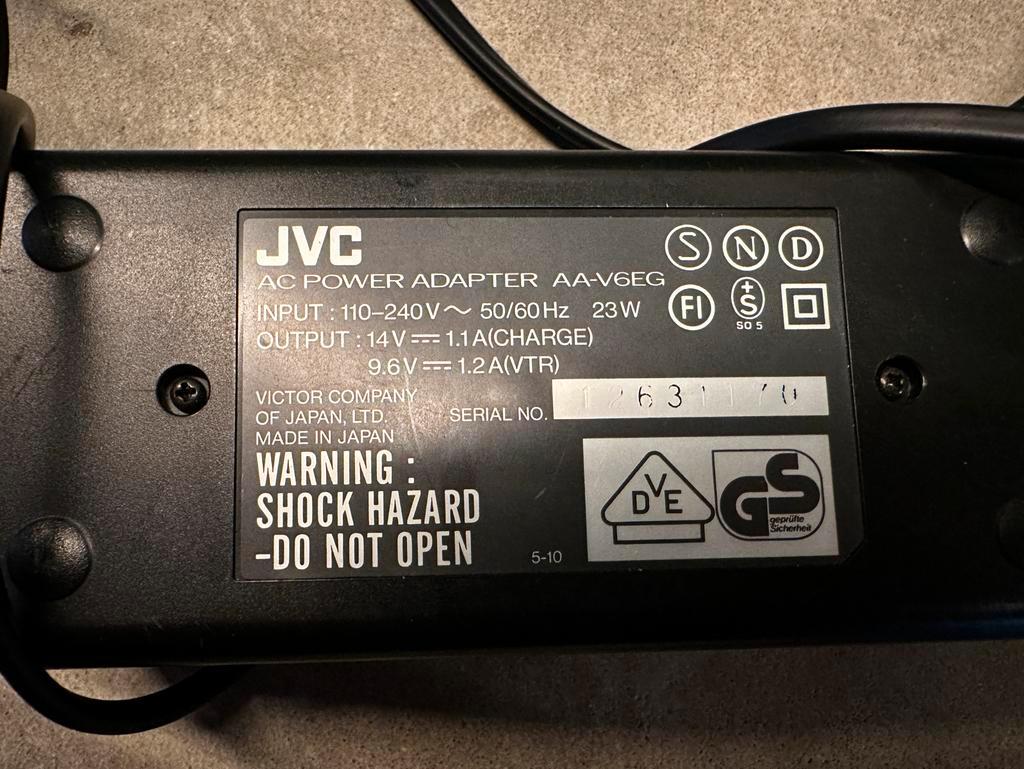 JVC
AC POWER ADAPTER AA-V6EG
INPUT : 110–240V ～ 50/60Hz 23W
OUTPUT : 14V ⎓ 1.1A(CHARGE)
9.6V ⎓ 1.2A(VTR)
VICTOR COMPANY
OF JAPAN, LTD.
MADE IN JAPAN
SERIAL NO.
WARNING :
SHOCK HAZARD
–DO NOT OPEN
5-10
S N D
FI +S
SO 5
DVE
GS
geprüfte
Sicherheit